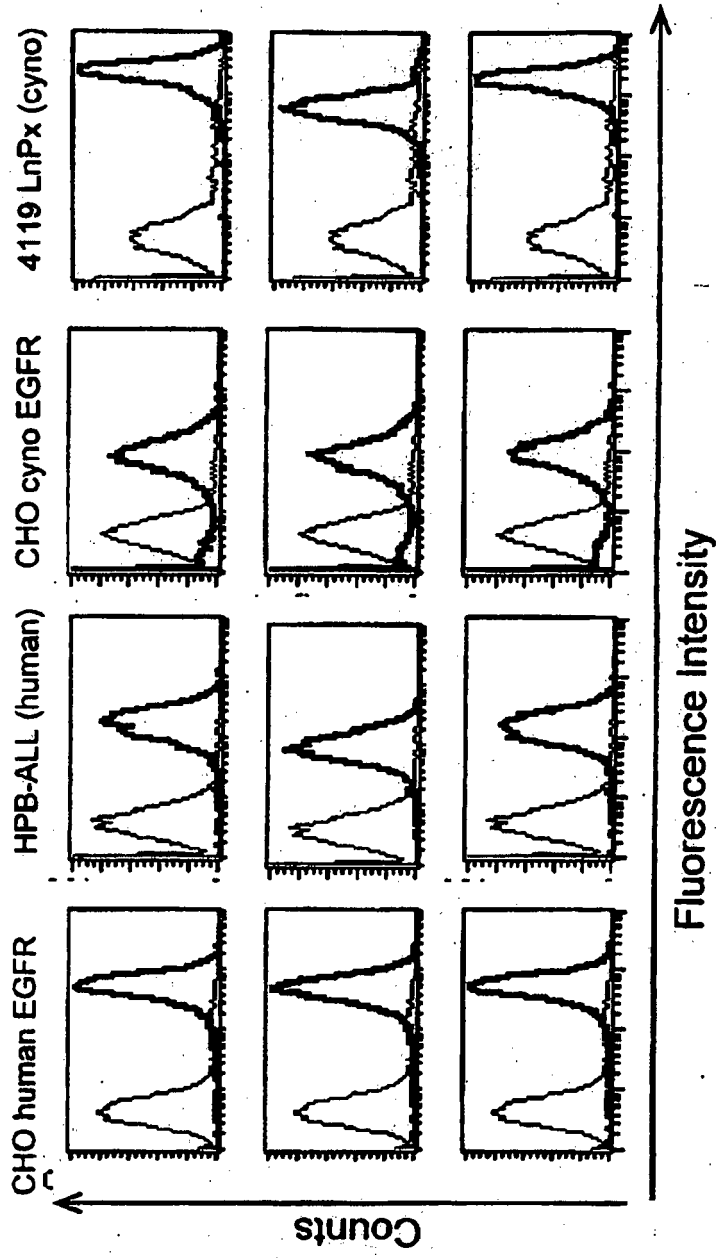 CHO human EGFR
HPB-ALL (human)
CHO cyno EGFR
4119 LnPx (cyno)
Counts
Fluorescence Intensity